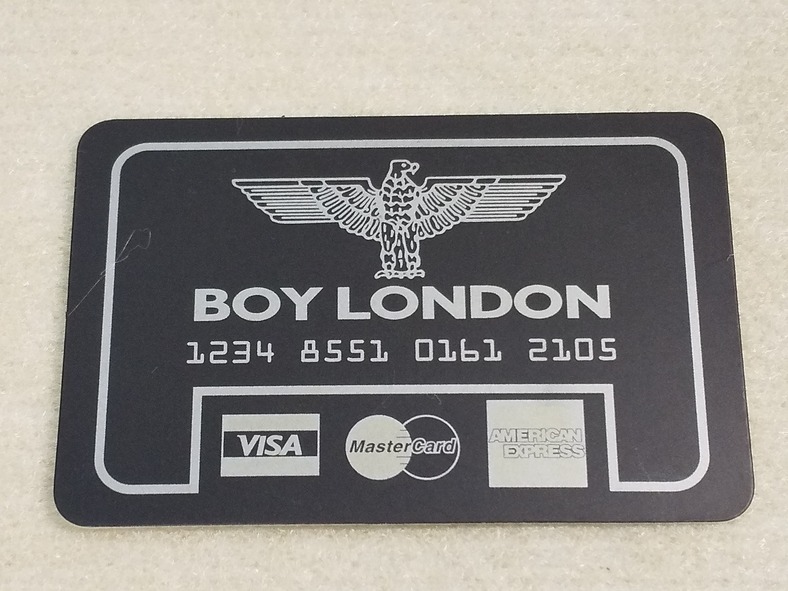 BOY LONDON
1234 8551 0161 2105
VISA MasterCard AMERICAN EXPRESS